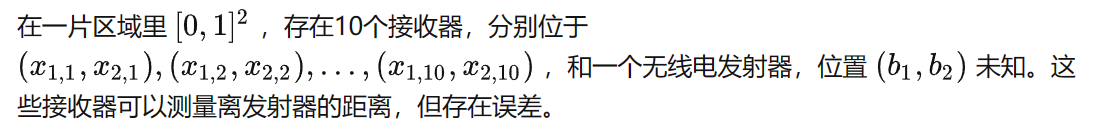 在一片区域里 $[0,1]^2$ ，存在10个接收器，分别位于
$(x_{1,1}, x_{2,1}), (x_{1,2}, x_{2,2}), \ldots, (x_{1,10}, x_{2,10})$ ，和一个无线电发射器，位置 $(b_1, b_2)$ 未知。这
些接收器可以测量离发射器的距离，但存在误差。